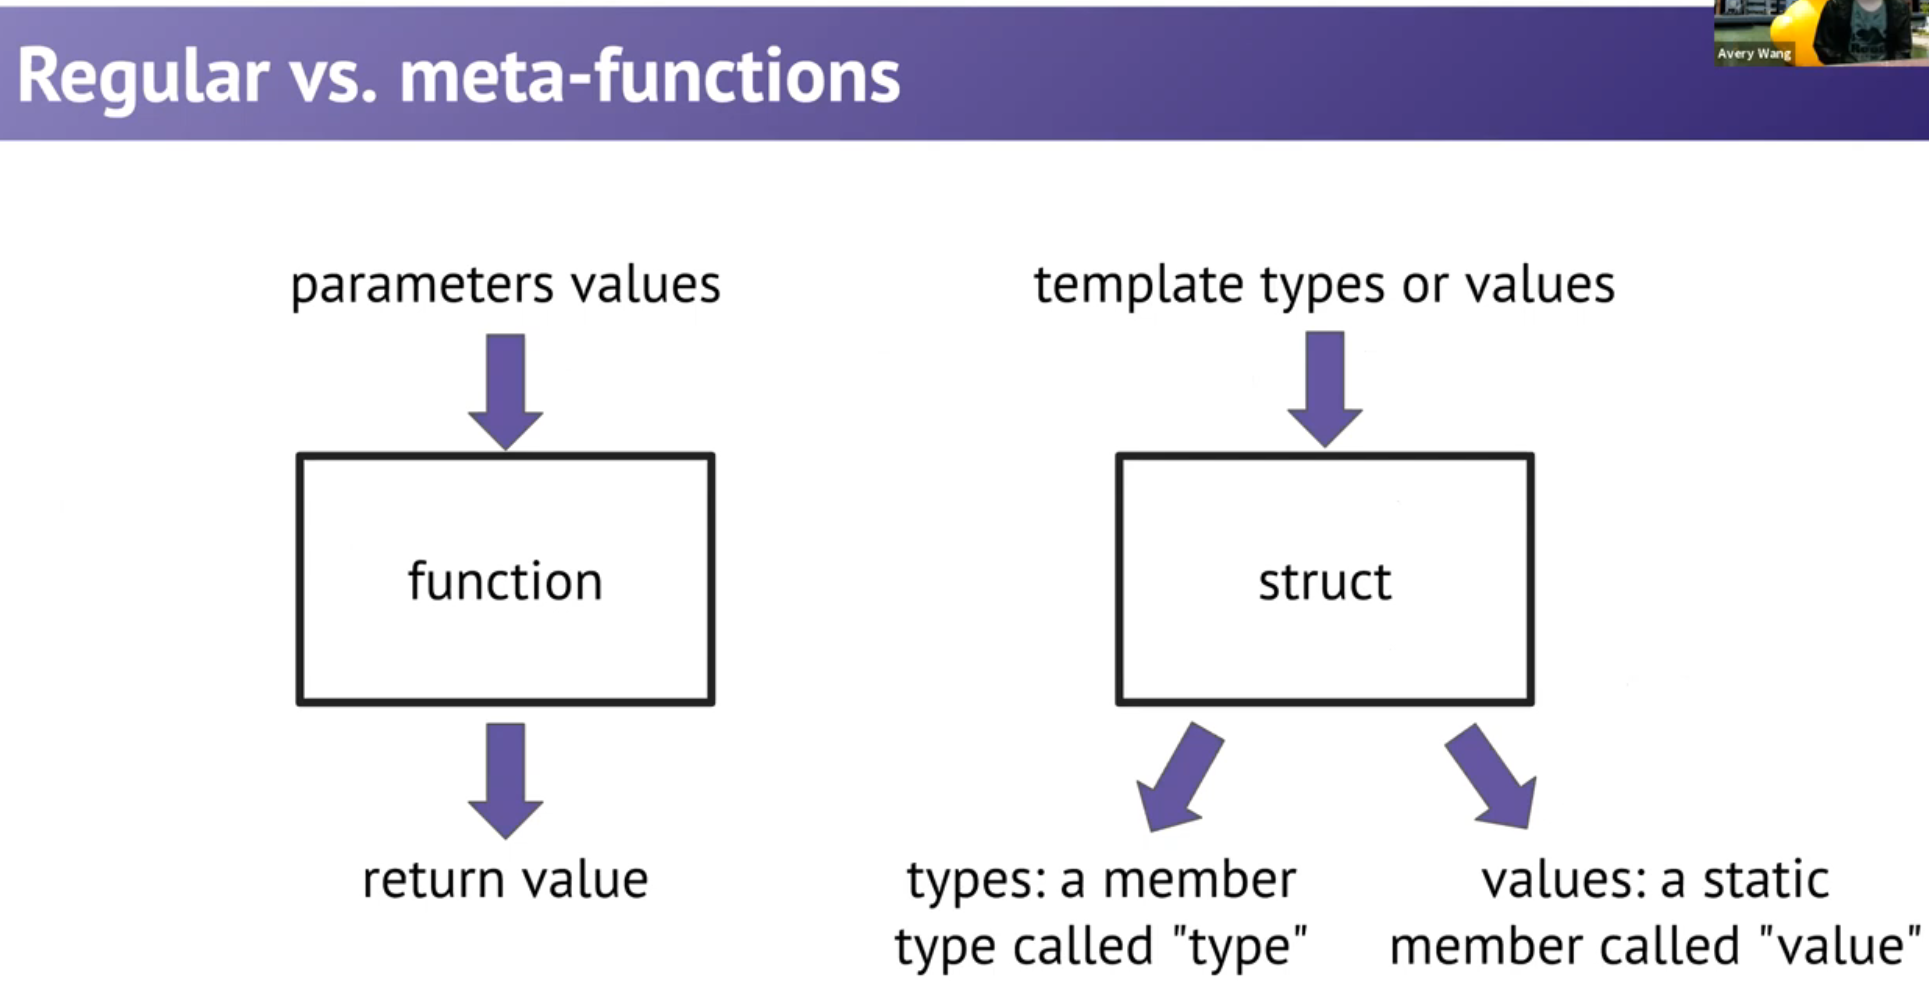 Regular vs. meta-functions
Avery Wang
parameters values
template types or values
function
struct
return value
types: a member
type called "type"
values: a static
member called "value"